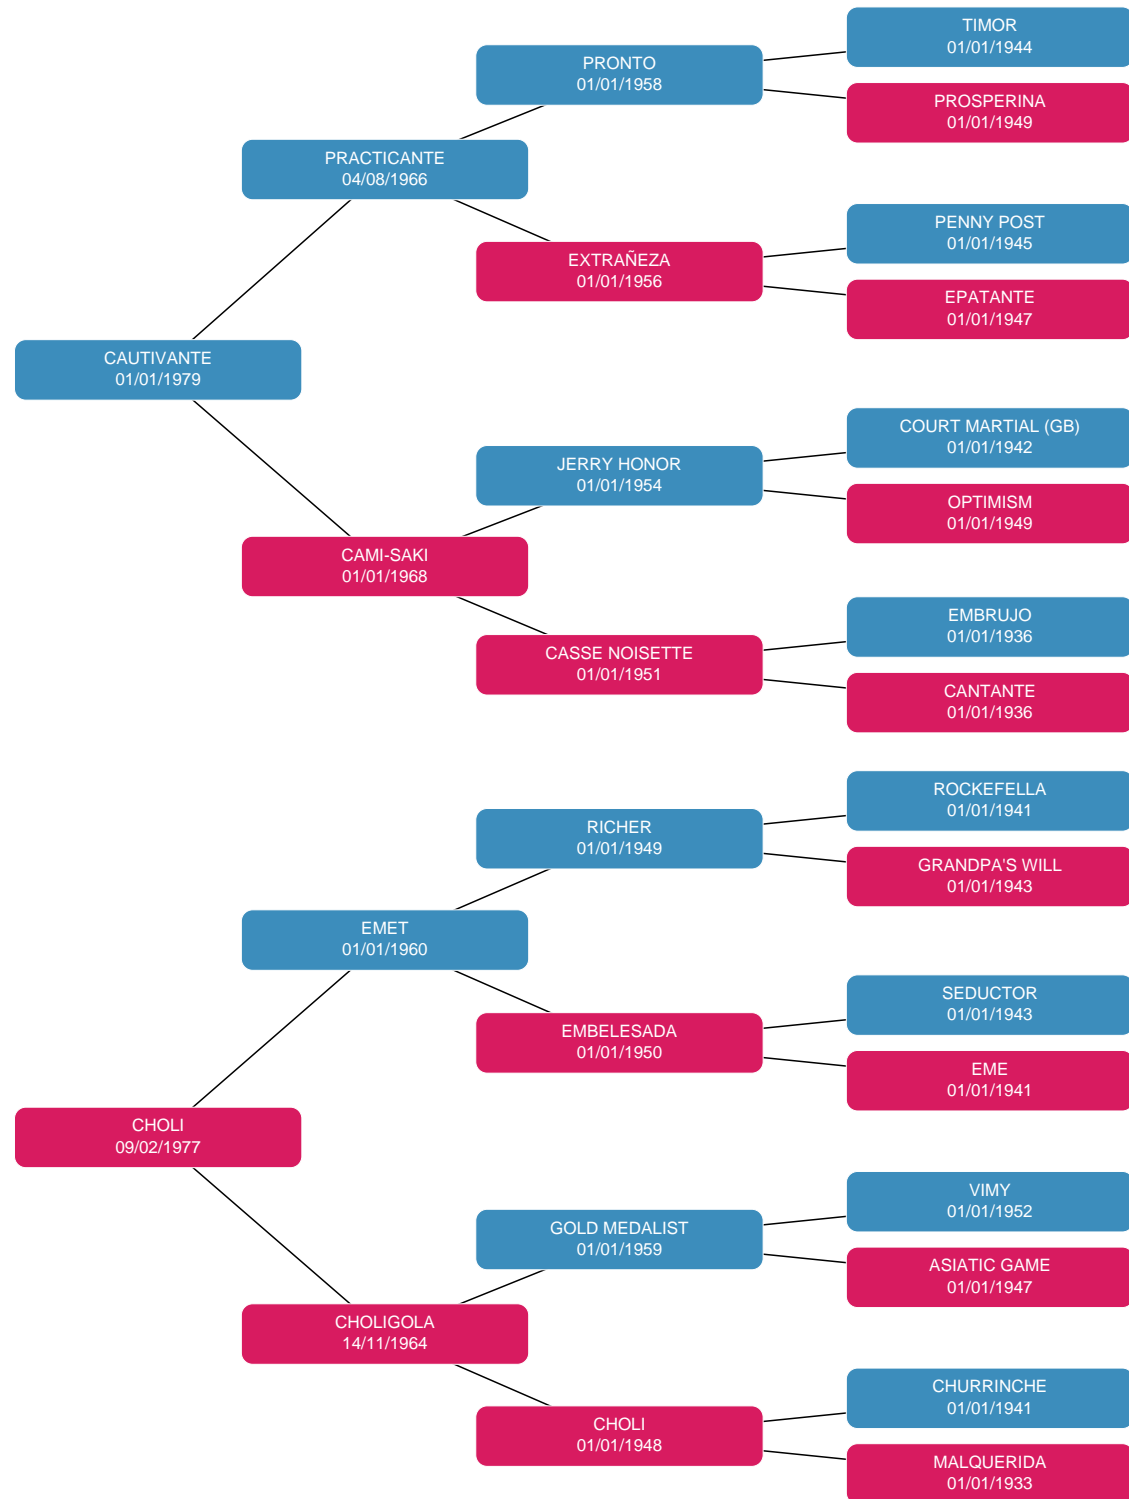 TIMOR
01/01/1944
PRONTO
01/01/1958
PROSPERINA
01/01/1949
PRACTICANTE
04/08/1966
PENNY POST
01/01/1945
EXTRAÑEZA
01/01/1956
EPATANTE
01/01/1947
CAUTIVANTE
01/01/1979
COURT MARTIAL (GB)
01/01/1942
JERRY HONOR
01/01/1954
OPTIMISM
01/01/1949
CAMI-SAKI
01/01/1968
EMBRUJO
01/01/1936
CASSE NOISETTE
01/01/1951
CANTANTE
01/01/1936
ROCKEFELLA
01/01/1941
RICHER
01/01/1949
GRANDPA'S WILL
01/01/1943
EMET
01/01/1960
SEDUCTOR
01/01/1943
EMBELESADA
01/01/1950
EME
01/01/1941
CHOLI
09/02/1977
VIMY
01/01/1952
GOLD MEDALIST
01/01/1959
ASIATIC GAME
01/01/1947
CHOLIGOLA
14/11/1964
CHURRINCHE
01/01/1941
CHOLI
01/01/1948
MALQUERIDA
01/01/1933